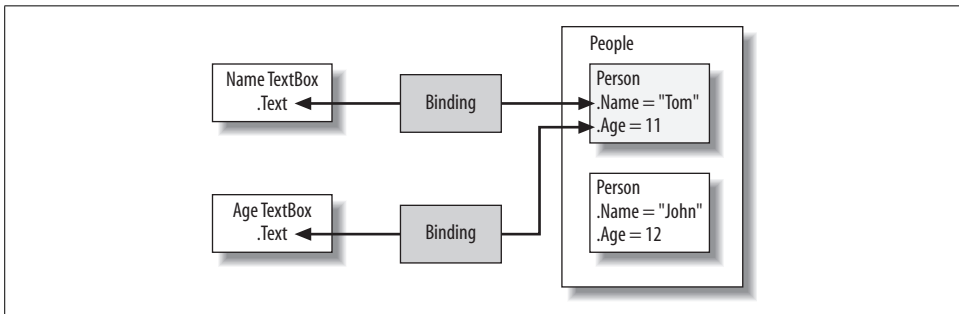 Name TextBox
.Text
Binding
Age TextBox
.Text
Binding
People
Person
.Name = "Tom"
.Age = 11
Person
.Name = "John"
.Age = 12